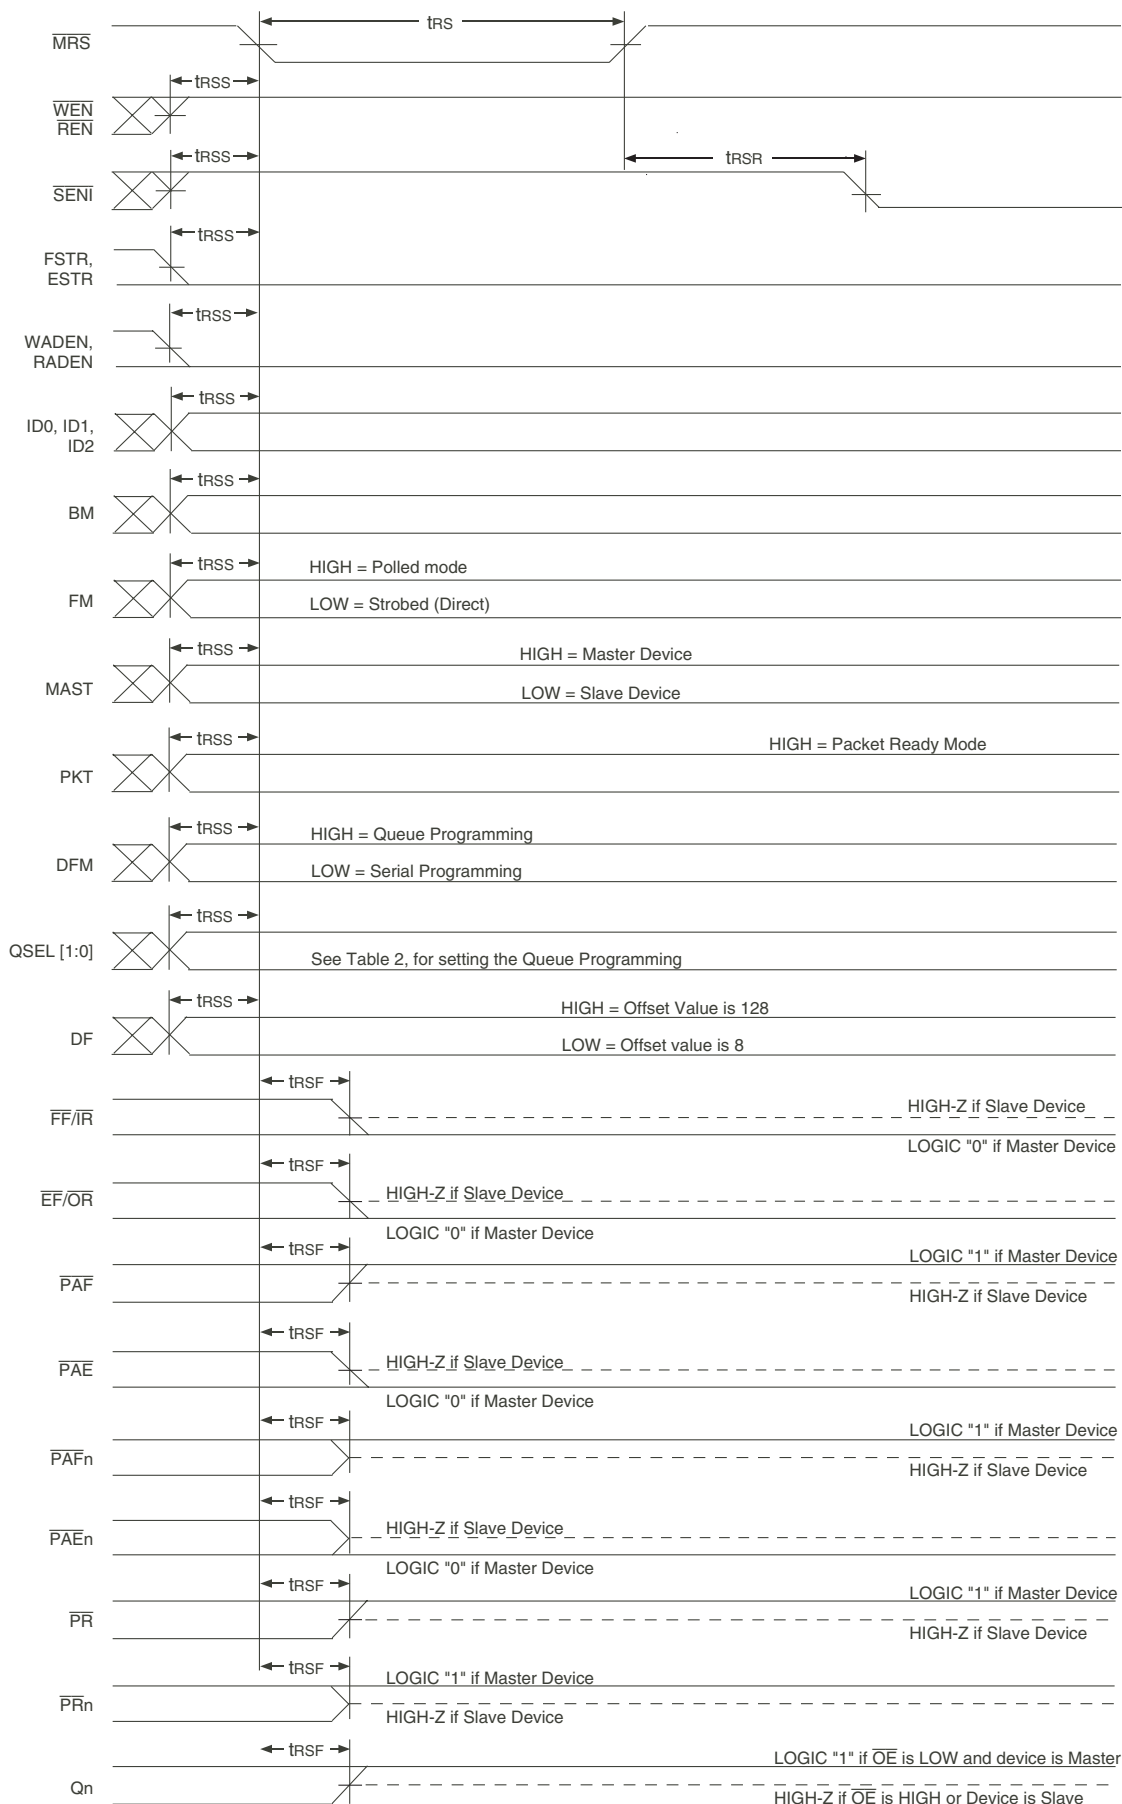 tRS
MRS
tRSS
WEN
REN
tRSS
tRSR
SENI
tRSS
FSTR,
ESTR
tRSS
WADEN,
RADEN
tRSS
ID0, ID1,
ID2
tRSS
BM
tRSS
HIGH = Polled mode
FM
LOW = Strobed (Direct)
tRSS
HIGH = Master Device
MAST
LOW = Slave Device
tRSS
HIGH = Packet Ready Mode
PKT
tRSS
HIGH = Queue Programming
DFM
LOW = Serial Programming
tRSS
QSEL [1:0]
See Table 2, for setting the Queue Programming
tRSS
HIGH = Offset Value is 128
DF
LOW = Offset value is 8
tRSF
HIGH-Z if Slave Device
FF/IR
LOGIC "0" if Master Device
tRSF
HIGH-Z if Slave Device
EF/OR
LOGIC "0" if Master Device
tRSF
LOGIC "1" if Master Device
PAF
HIGH-Z if Slave Device
tRSF
HIGH-Z if Slave Device
PAE
LOGIC "0" if Master Device
tRSF
LOGIC "1" if Master Device
PAFn
HIGH-Z if Slave Device
tRSF
HIGH-Z if Slave Device
PAEn
LOGIC "0" if Master Device
tRSF
LOGIC "1" if Master Device
PR
HIGH-Z if Slave Device
tRSF
LOGIC "1" if Master Device
PRn
HIGH-Z if Slave Device
tRSF
LOGIC "1" if OE is LOW and device is Master
Qn
HIGH-Z if OE is HIGH or Device is Slave